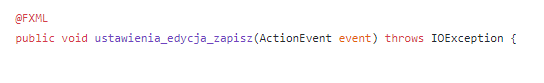 @FXML
public void ustawienia_edycja_zapisz(ActionEvent event) throws IOException {